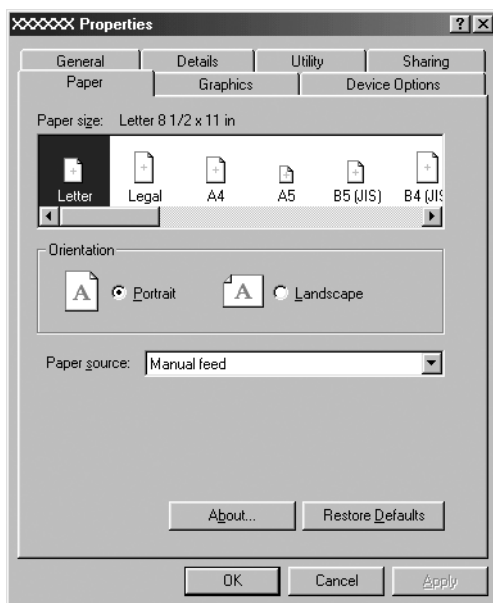 XXXXXX Properties ? ×
General Details Utility Sharing
Paper Graphics Device Options
Paper size: Letter 8 1/2 x 11 in
Letter Legal A4 A5 B5 (JIS) B4 (JIS
Orientation
A Portrait A Landscape
Paper source: Manual feed
About... Restore Defaults
OK Cancel Apply